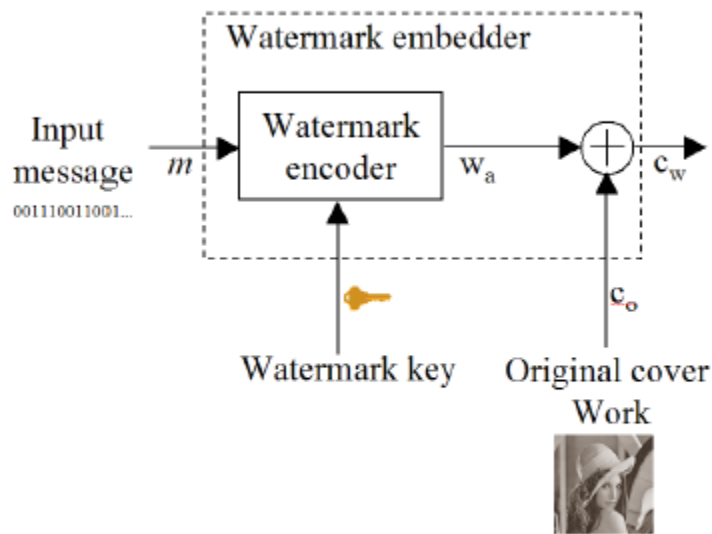 Watermark embedder
Input
message
001110011001...
m
Watermark
encoder
wa
cw
co
Watermark key
Original cover
Work